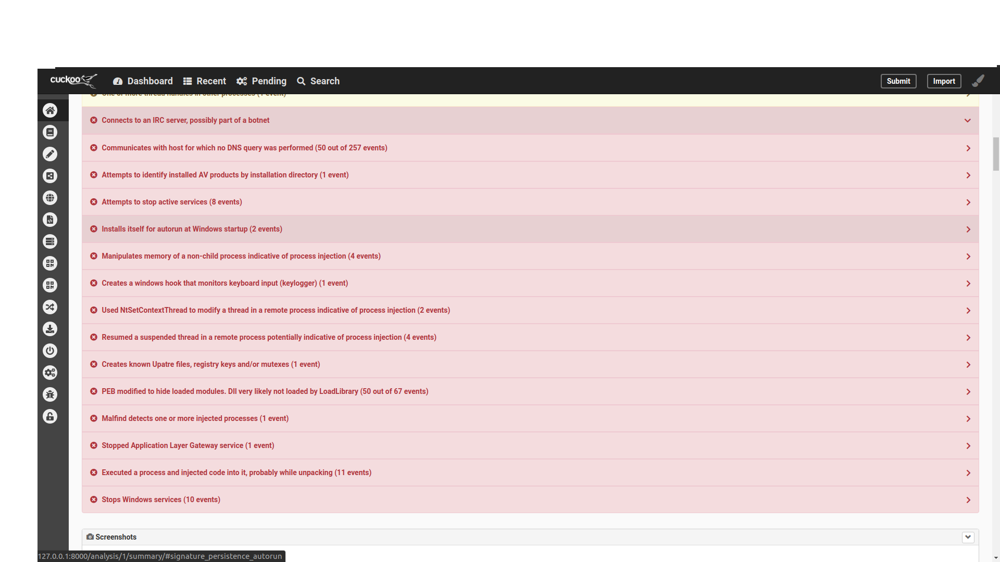 cuckoo
Dashboard
Recent
Pending
Search
Submit
Import
One or more thread handles in other processes (1 event)
Connects to an IRC server, possibly part of a botnet
Communicates with host for which no DNS query was performed (50 out of 257 events)
Attempts to identify installed AV products by installation directory (1 event)
Attempts to stop active services (8 events)
Installs itself for autorun at Windows startup (2 events)
Manipulates memory of a non-child process indicative of process injection (4 events)
Creates a windows hook that monitors keyboard input (keylogger) (1 event)
Used NtSetContextThread to modify a thread in a remote process indicative of process injection (2 events)
Resumed a suspended thread in a remote process potentially indicative of process injection (4 events)
Creates known Upatre files, registry keys and/or mutexes (1 event)
PEB modified to hide loaded modules. Dll very likely not loaded by LoadLibrary (50 out of 67 events)
Malfind detects one or more injected processes (1 event)
Stopped Application Layer Gateway service (1 event)
Executed a process and injected code into it, probably while unpacking (11 events)
Stops Windows services (10 events)
Screenshots
127.0.0.1:8000/analysis/1/summary/#signature_persistence_autorun